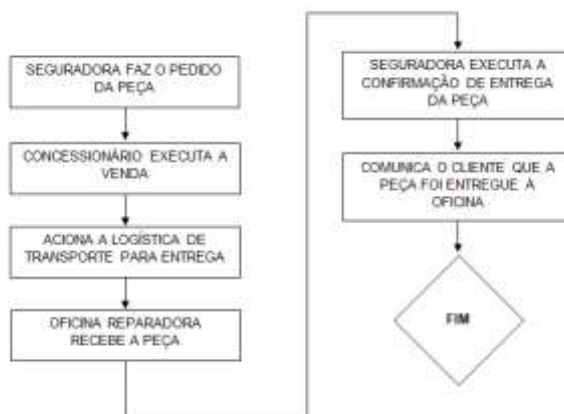 SEGURADORA FAZ O PEDIDO
DA PEÇA
CONCESSIONÁRIO EXECUTA A
VENDA
ACIONA A LOGÍSTICA DE
TRANSPORTE PARA ENTREGA
OFICINA REPARADORA
RECEBE A PEÇA
SEGURADORA EXECUTA A
CONFIRMAÇÃO DE ENTREGA
DA PEÇA
COMUNICA O CLIENTE QUE A
PEÇA FOI ENTREGUE À
OFICINA
FIM